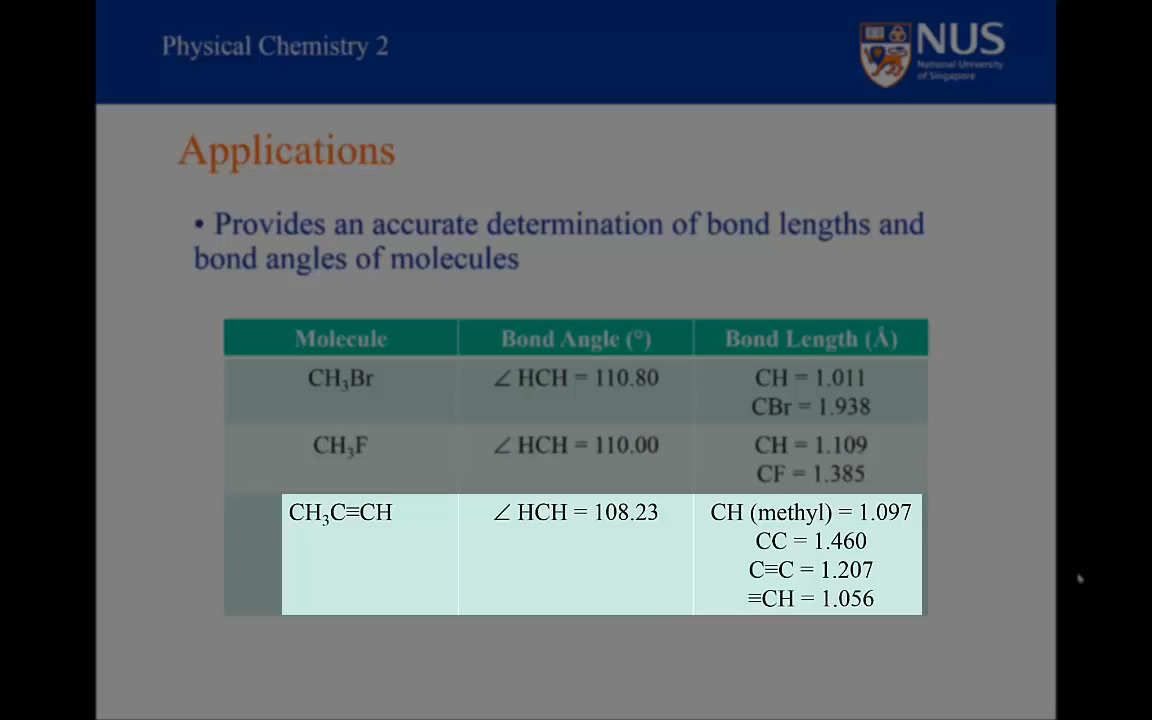 Physical Chemistry 2
NUS
National University
of Singapore
Applications
• Provides an accurate determination of bond lengths and
bond angles of molecules
Molecule Bond Angle (°) Bond Length (Å)
CH₃Br ∠ HCH = 110.80 CH = 1.011
CBr = 1.938
CH₃F ∠ HCH = 110.00 CH = 1.109
CF = 1.385
CH₃C≡CH ∠ HCH = 108.23 CH (methyl) = 1.097
CC = 1.460
C≡C = 1.207
≡CH = 1.056